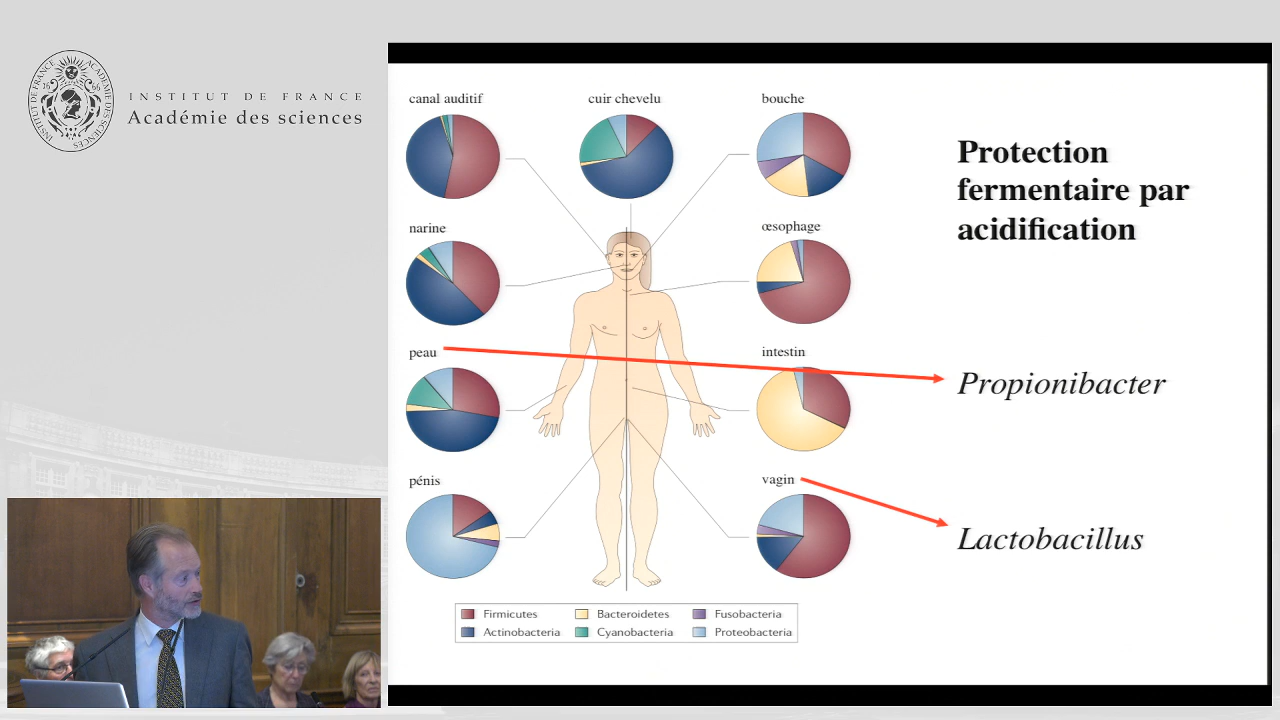 INSTITUT DE FRANCE
Académie des sciences
canal auditif
cuir chevelu
bouche
Protection
fermentaire par
acidification
narine
œsophage
peau
intestin
Propionibacter
pénis
vagin
Lactobacillus
Firmicutes
Bacteroidetes
Fusobacteria
Actinobacteria
Cyanobacteria
Proteobacteria